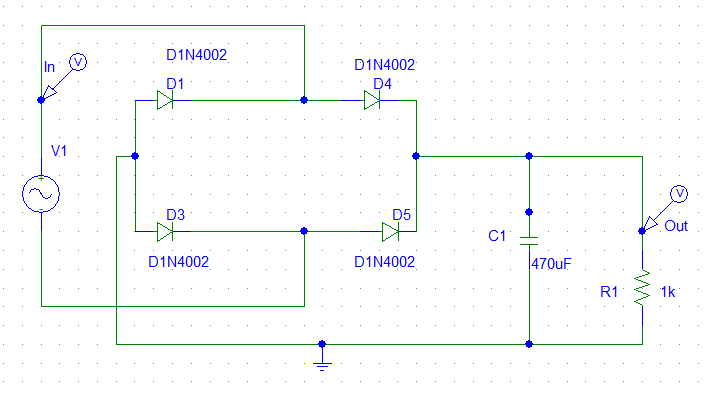 D1N4002
V
In
D1
D1N4002
D4
V1
V
D3
D5
Out
C1
D1N4002
D1N4002
470uF
R1
1k